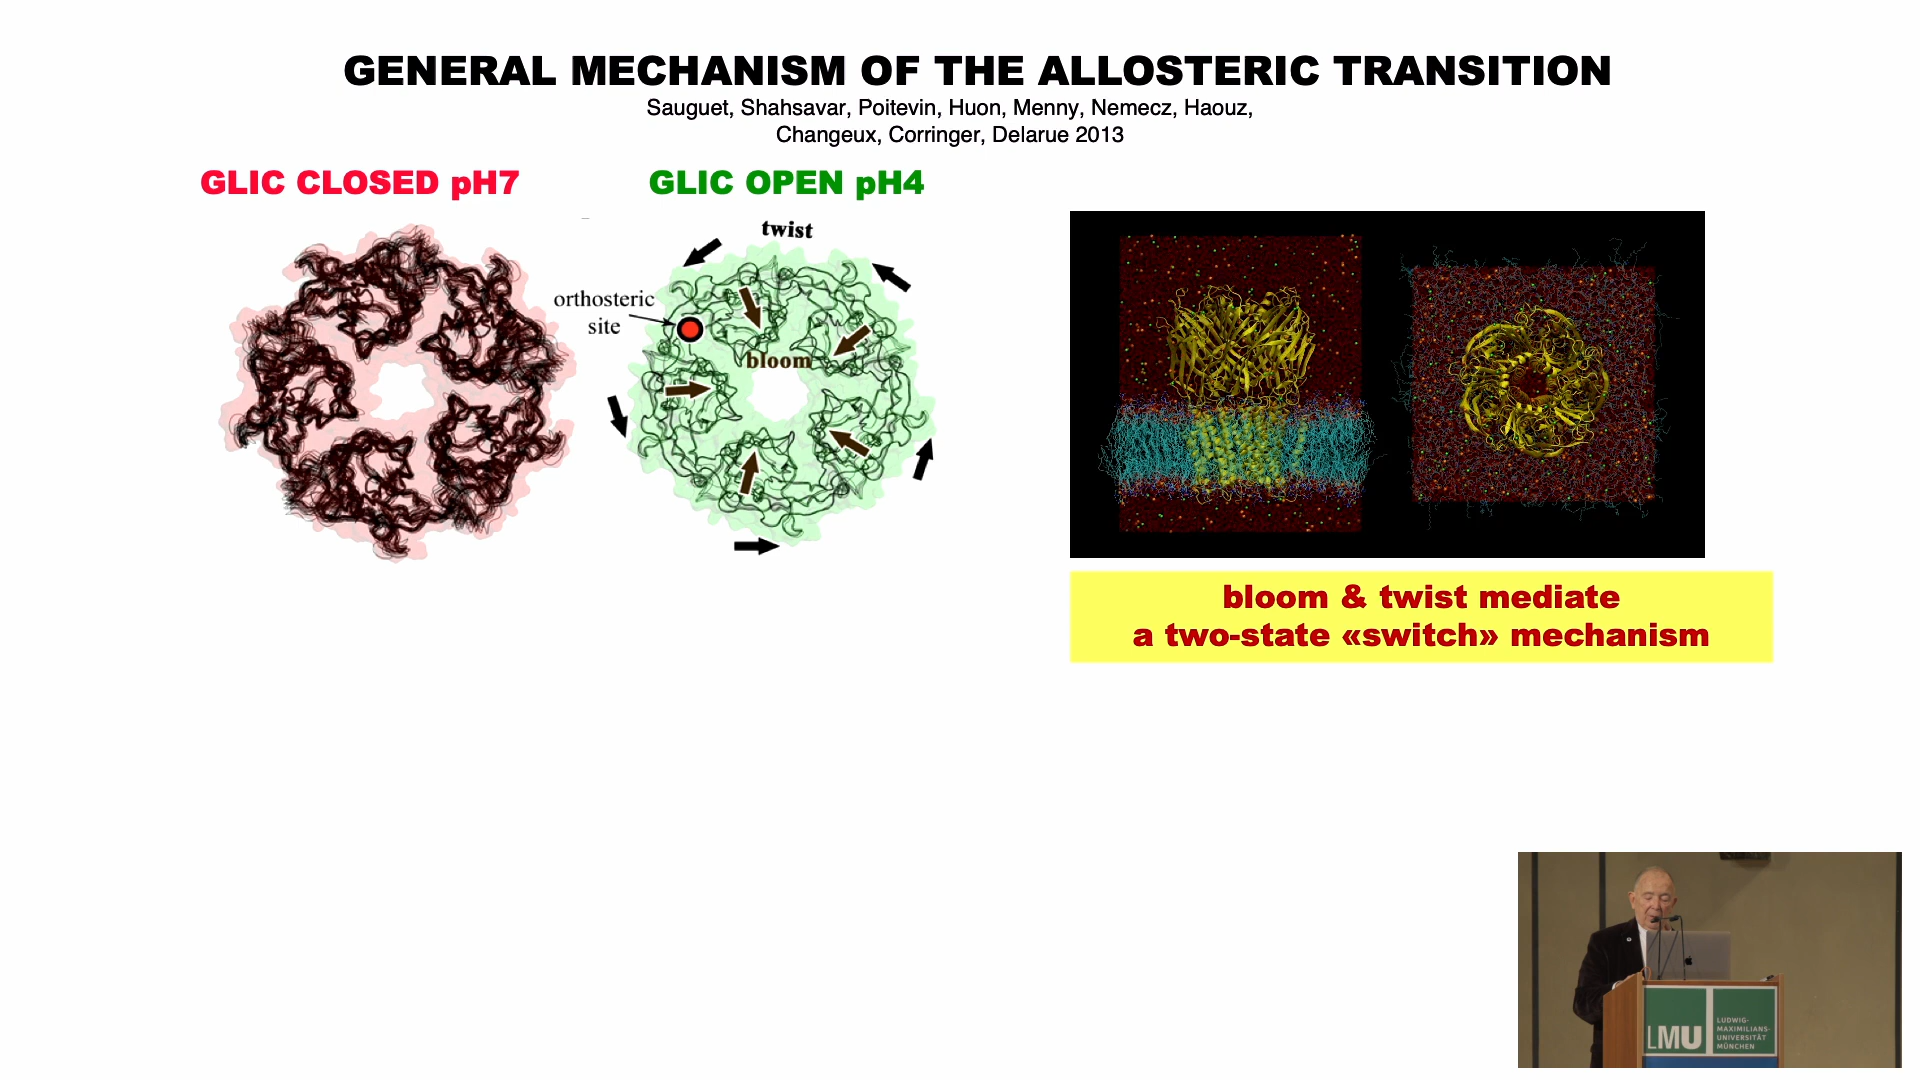 GENERAL MECHANISM OF THE ALLOSTERIC TRANSITION
Sauguet, Shahsavar, Poitevin, Huon, Menny, Nemecz, Haouz,
Changeux, Corringer, Delarue 2013
GLIC CLOSED pH7
GLIC OPEN pH4
twist
orthosteric
site
bloom
bloom & twist mediate
a two-state «switch» mechanism
LMU
LUDWIG-
MAXIMILIANS-
UNIVERSITÄT
MÜNCHEN